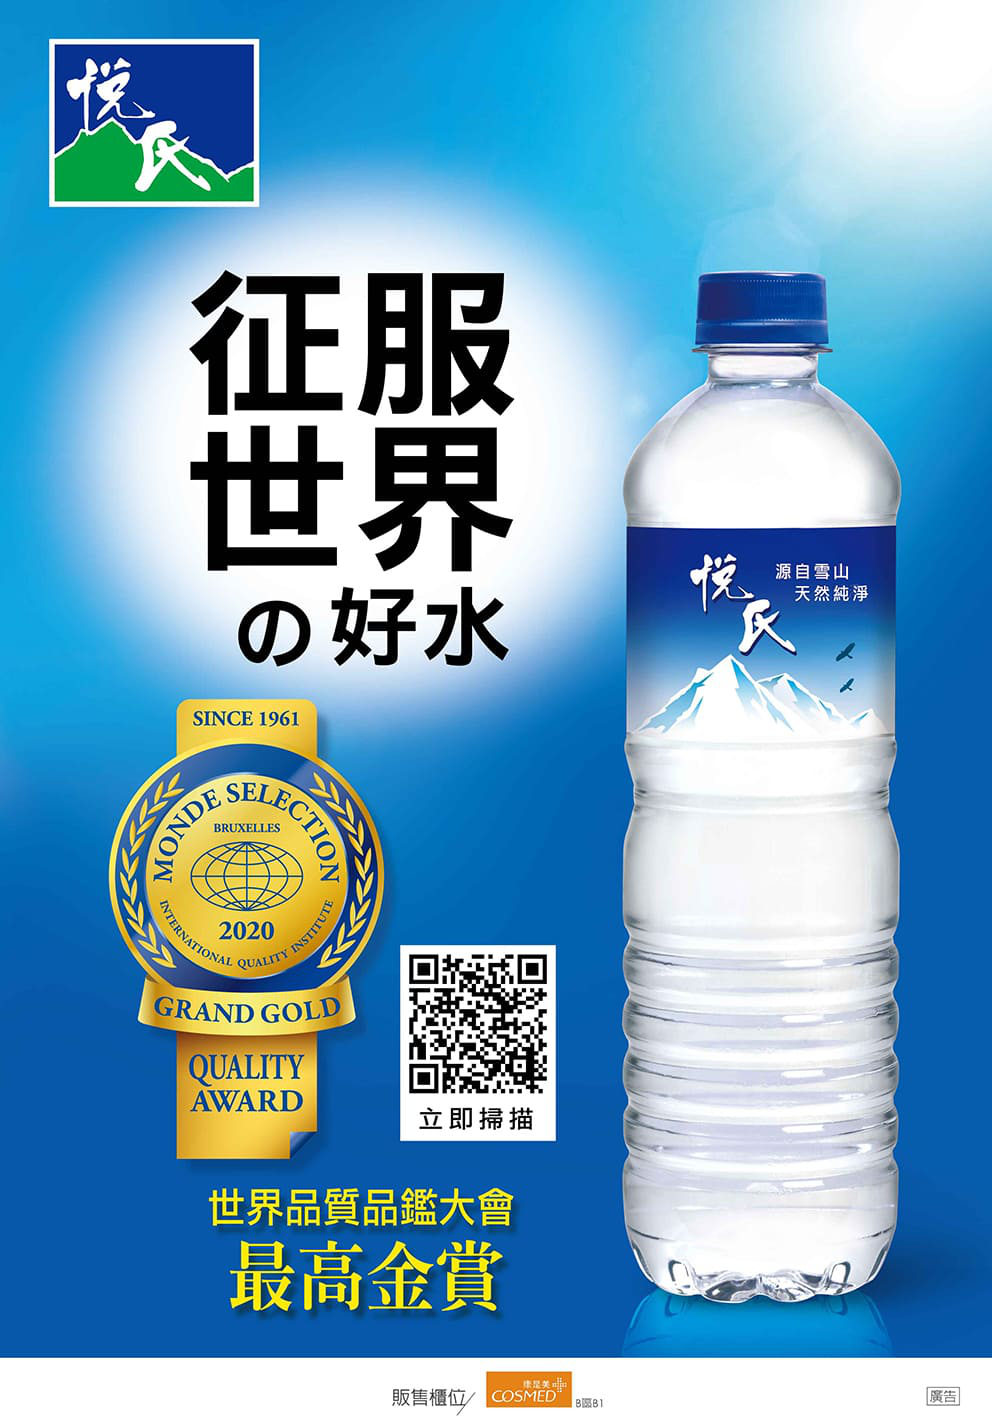 悅氏
征服
世界
の好水
悅氏
源自雪山
天然純淨
SINCE 1961
MONDE SELECTION
BRUXELLES
2020
INTERNATIONAL QUALITY INSTITUTE
GRAND GOLD
QUALITY
AWARD
立即掃描
世界品質品鑑大會
最高金賞
販售櫃位/
康是美
COSMED
B區B1
廣告